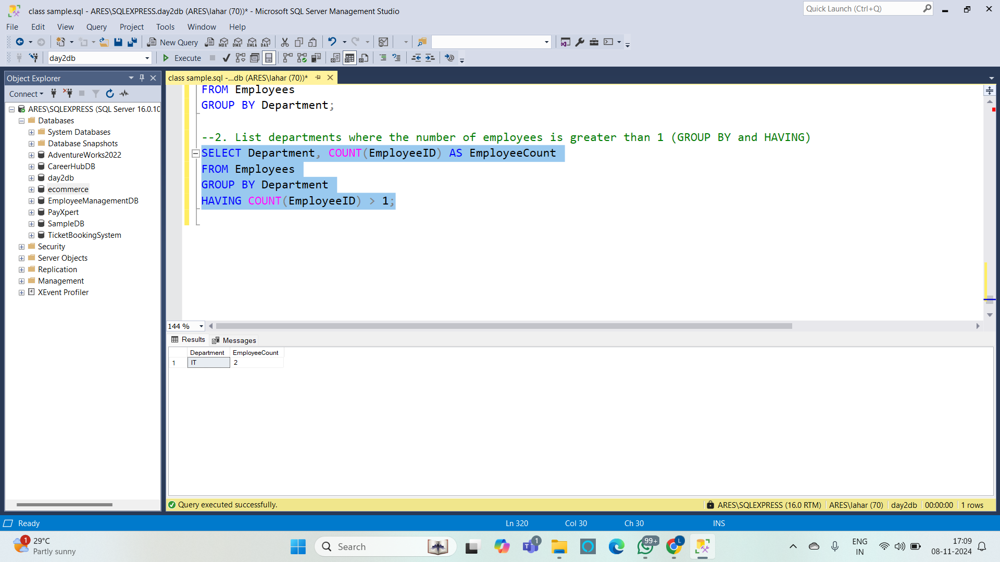 class sample.sql - ARES\SQLEXPRESS.day2db (ARES\lahar (70))* - Microsoft SQL Server Management Studio
Quick Launch (Ctrl+Q)
File Edit View Query Project Tools Window Help
New Query MDX DMX XMLA DAX
day2db Execute
Object Explorer
class sample.sql -...db (ARES\lahar (70))*
Connect
ARES\SQLEXPRESS (SQL Server 16.0.10
Databases
System Databases
Database Snapshots
AdventureWorks2022
CareerHubDB
day2db
ecommerce
EmployeeManagementDB
PayXpert
SampleDB
TicketBookingSystem
Security
Server Objects
Replication
Management
XEvent Profiler
FROM Employees
GROUP BY Department;
--2. List departments where the number of employees is greater than 1 (GROUP BY and HAVING)
SELECT Department, COUNT(EmployeeID) AS EmployeeCount
FROM Employees
GROUP BY Department
HAVING COUNT(EmployeeID) > 1;
144 %
Results Messages
Department EmployeeCount
1 IT 2
Query executed successfully. ARES\SQLEXPRESS (16.0 RTM) ARES\lahar (70) day2db 00:00:00 1 rows
Ready Ln 320 Col 30 Ch 30 INS
1 29°C
Partly sunny
Search
1
99+
L
ENG
IN
17:09
08-11-2024